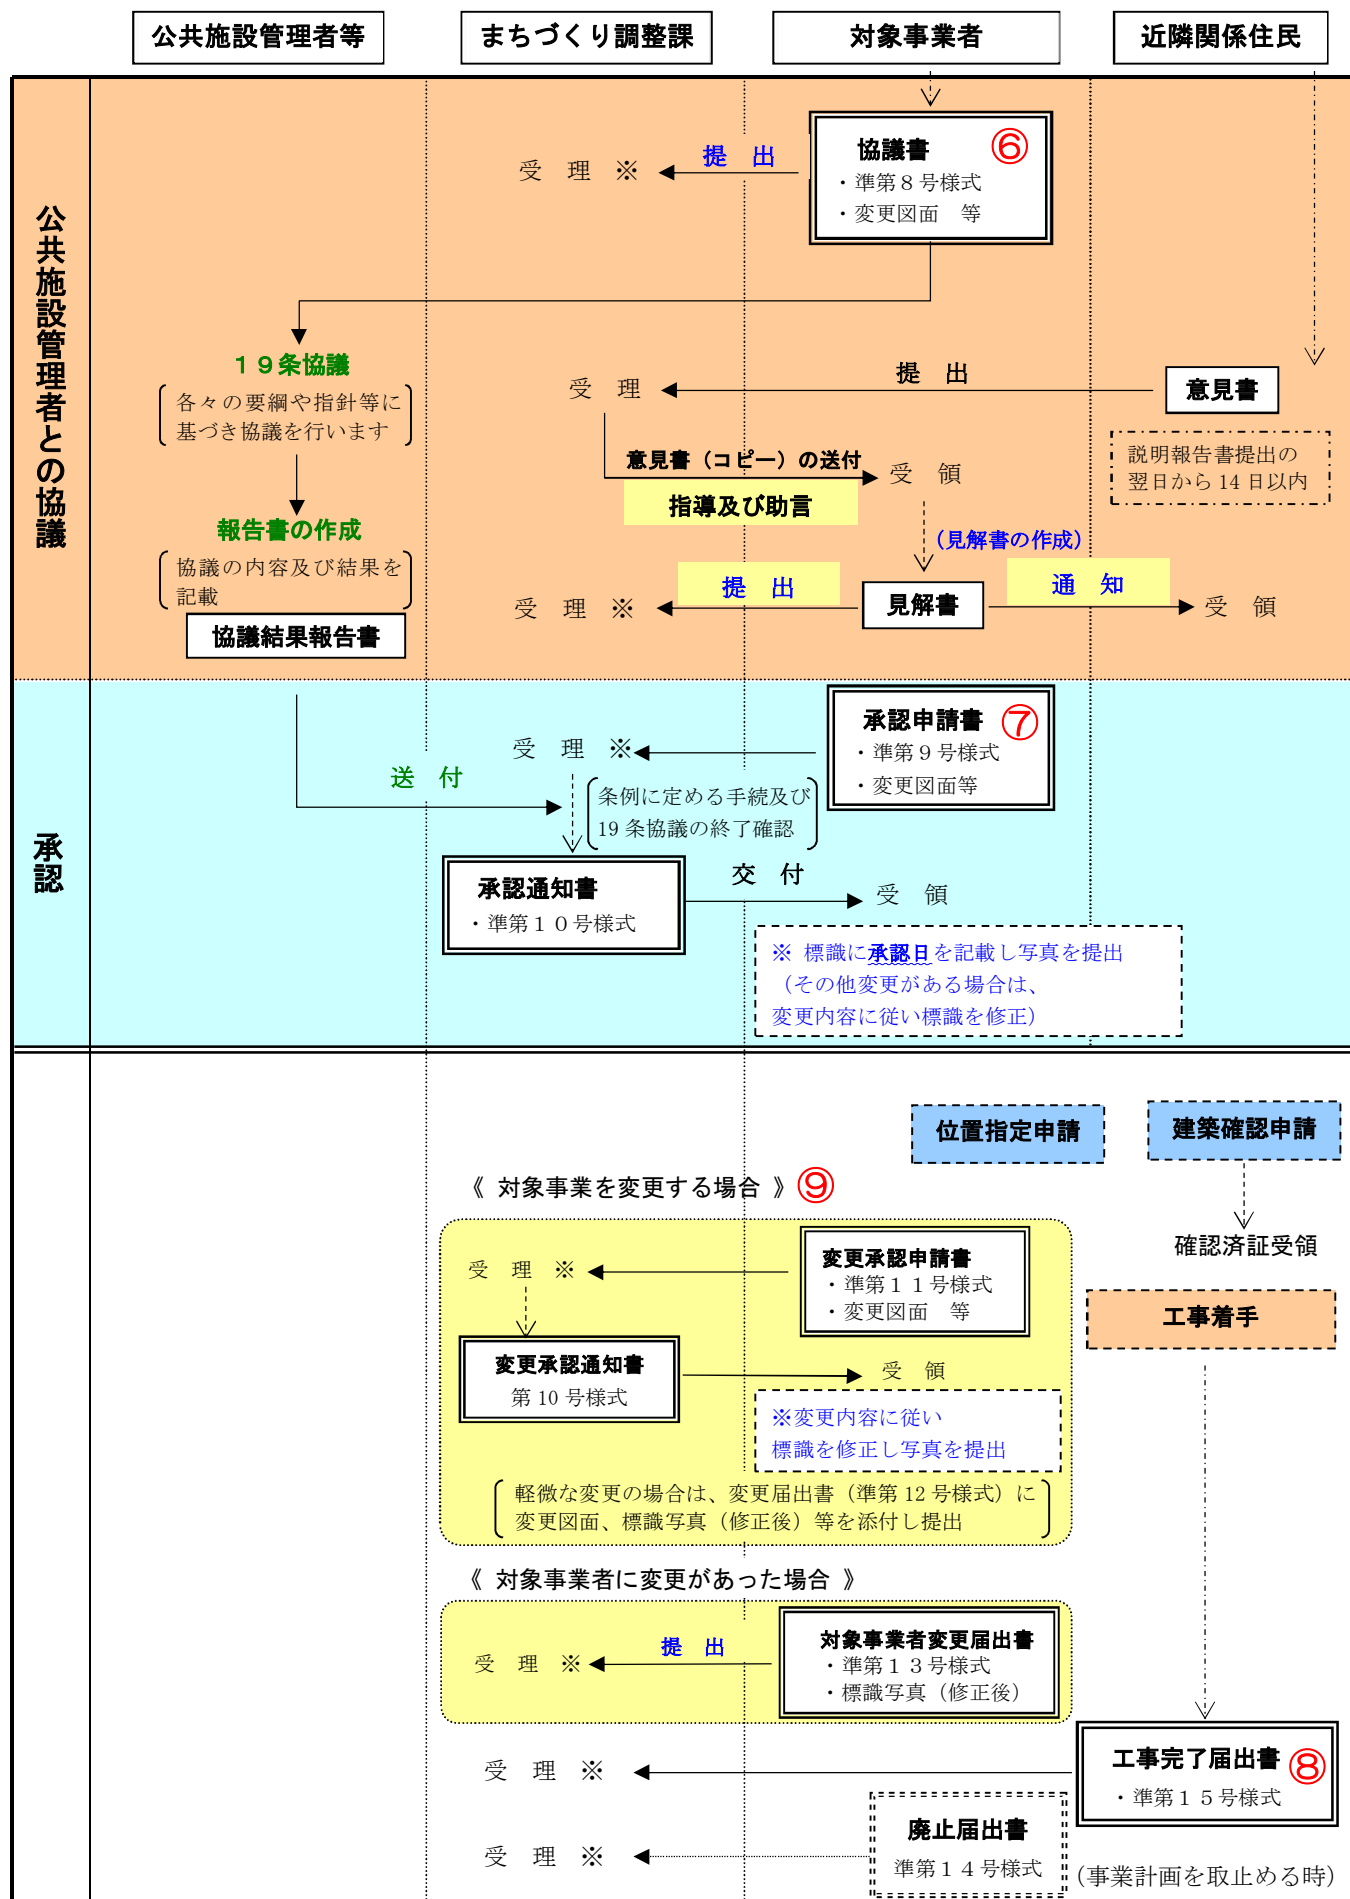 公共施設管理者等
まちづくり調整課
対象事業者
近隣関係住民
公共施設管理者との協議
協議書 ⑥
・準第８号様式
・変更図面　等
提　出
受　理　※
１９条協議
各々の要綱や指針等に
基づき協議を行います
提　出
受　理
意見書
意見書（コピー）の送付
受　領
指導及び助言
説明報告書提出の
翌日から 14 日以内
報告書の作成
（見解書の作成）
協議の内容及び結果を
記載
提　出
通　知
受　理　※
見解書
受　領
協議結果報告書
承認
承認申請書 ⑦
・準第９号様式
・変更図面等
受　理　※
送　付
条例に定める手続及び
19 条協議の終了確認
承認通知書
・準第１０号様式
交　付
受　領
※ 標識に承認日を記載し写真を提出
（その他変更がある場合は、
変更内容に従い標識を修正）
位置指定申請
建築確認申請
《 対象事業を変更する場合 》⑨
確認済証受領
変更承認申請書
・準第１１号様式
・変更図面　等
受　理　※
工事着手
変更承認通知書
第 10 号様式
受　領
※変更内容に従い
標識を修正し写真を提出
軽微な変更の場合は、変更届出書（準第 12 号様式）に
変更図面、標識写真（修正後）等を添付し提出
《 対象事業者に変更があった場合 》
対象事業者変更届出書
・準第１３号様式
・標識写真（修正後）
提　出
受　理　※
工事完了届出書 ⑧
・準第１５号様式
受　理　※
廃止届出書
準第１４号様式
受　理　※
（事業計画を取止める時）